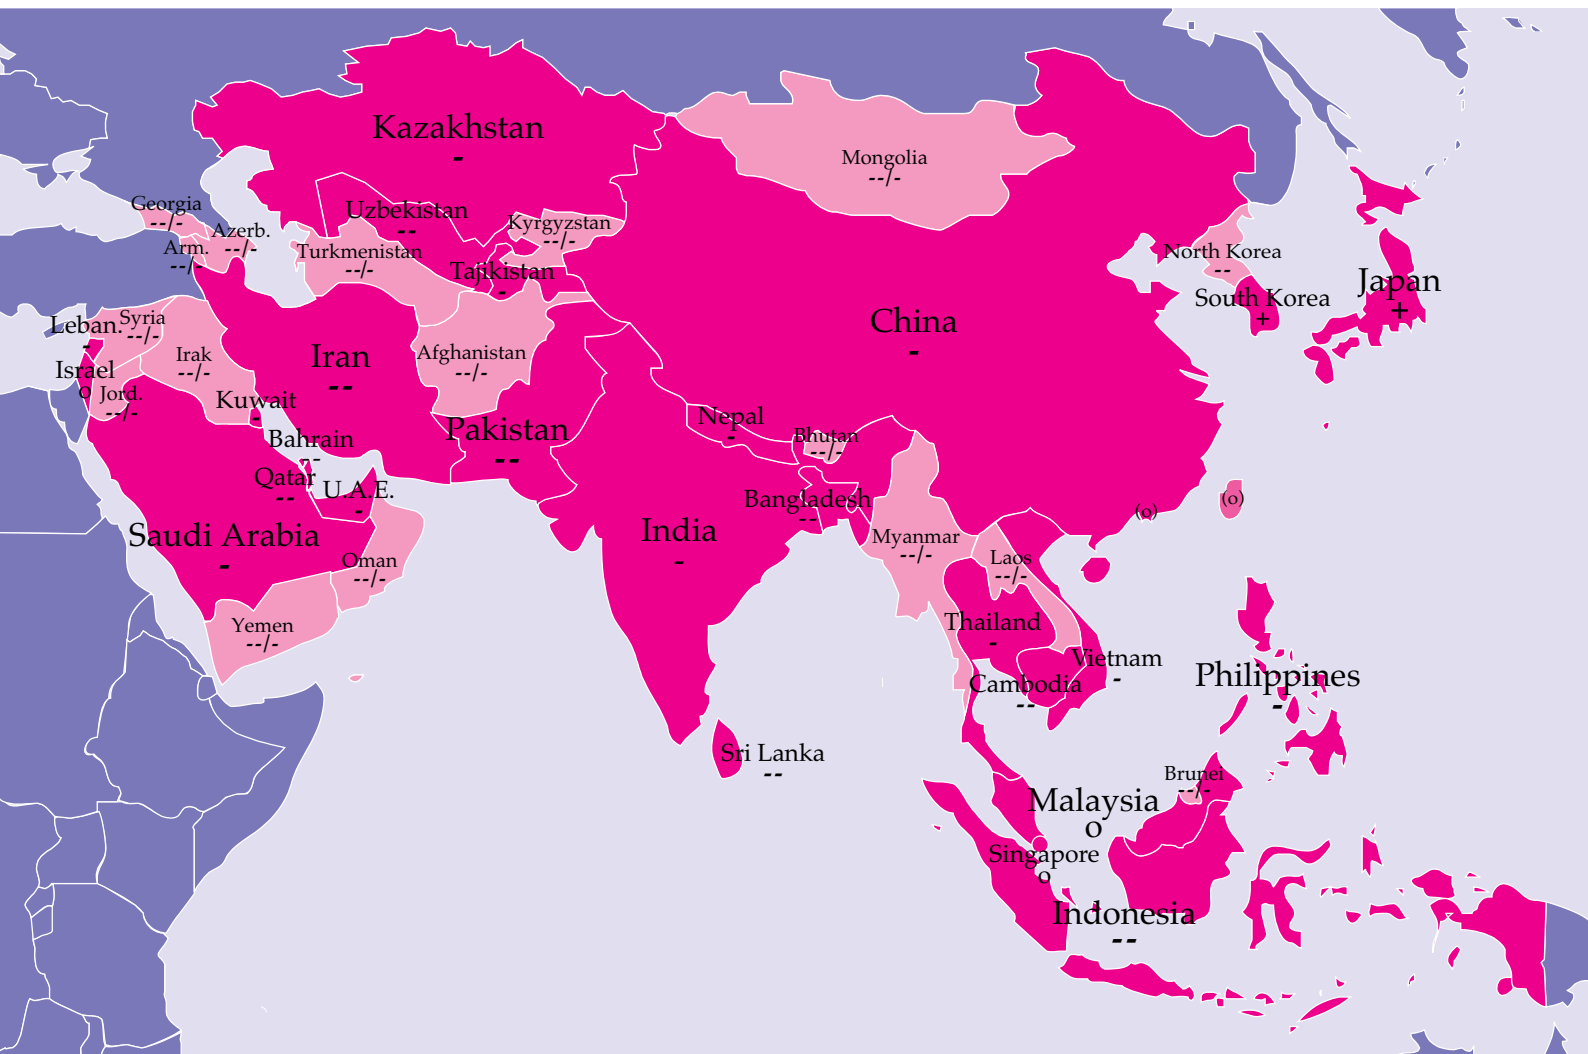 Kazakhstan
-
Mongolia
--/-
Georgia
--/-
Azerb.
--/-
Arm.
--/-
Uzbekistan
--
Kyrgyzstan
--/-
Turkmenistan
--/-
Tajikistan
-
North Korea
--
South Korea
+
Japan
+
Leban.
-
Syria
--/-
Israel
o
Jord.
--/-
Irak
--/-
Iran
--
Afghanistan
--/-
China
-
Kuwait
-
Bahrain
--
Qatar
--
U.A.E.
-
Pakistan
--
Nepal
-
Bhutan
--/-
Bangladesh
--
(o)
(o)
Saudi Arabia
-
Oman
--/-
Yemen
--/-
India
-
Myanmar
--/-
Laos
--/-
Thailand
-
Vietnam
-
Cambodia
--
Philippines
-
Sri Lanka
--
Brunei
--/-
Malaysia
o
Singapore
o
Indonesia
--